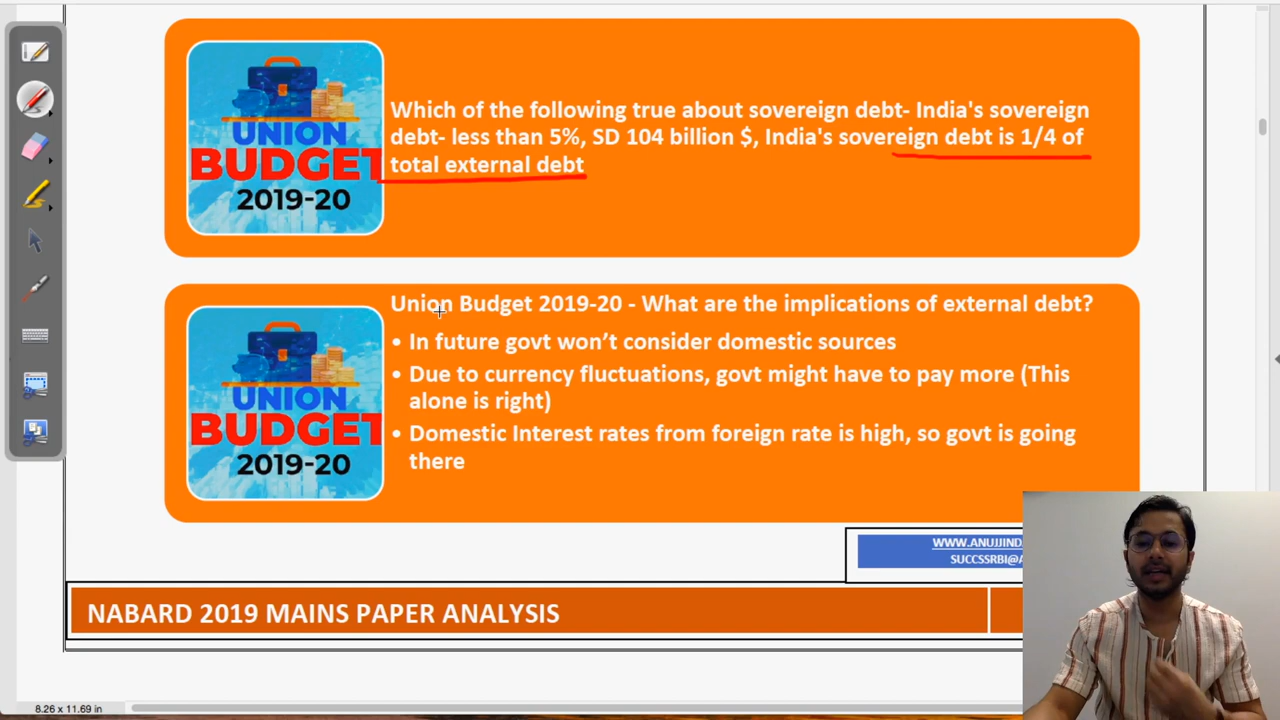 UNION
BUDGET
2019-20
Which of the following true about sovereign debt- India's sovereign
debt- less than 5%, SD 104 billion $, India's sovereign debt is 1/4 of
total external debt
UNION
BUDGET
2019-20
Union Budget 2019-20 - What are the implications of external debt?
• In future govt won’t consider domestic sources
• Due to currency fluctuations, govt might have to pay more (This
alone is right)
• Domestic Interest rates from foreign rate is high, so govt is going
there
WWW.ANUJJIND
SUCCSSRBI@A
NABARD 2019 MAINS PAPER ANALYSIS
8.26 x 11.69 in